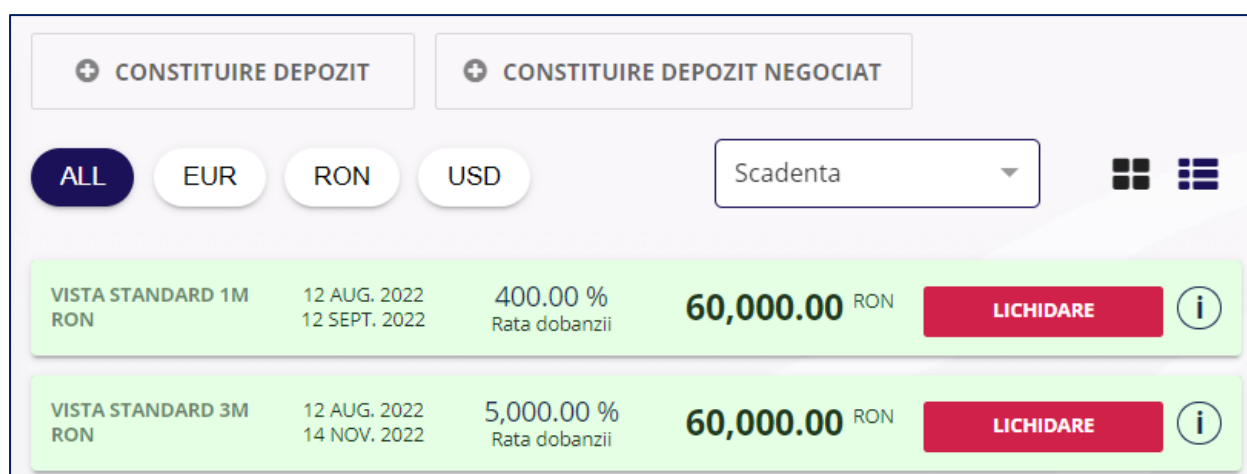 CONSTITUIRE DEPOZIT
CONSTITUIRE DEPOZIT NEGOCIAT
ALL EUR RON USD Scadenta
VISTA STANDARD 1M RON
12 AUG. 2022
12 SEPT. 2022
400.00 %
Rata dobanzii
60,000.00 RON
LICHIDARE
i
VISTA STANDARD 3M RON
12 AUG. 2022
14 NOV. 2022
5,000.00 %
Rata dobanzii
60,000.00 RON
LICHIDARE
i